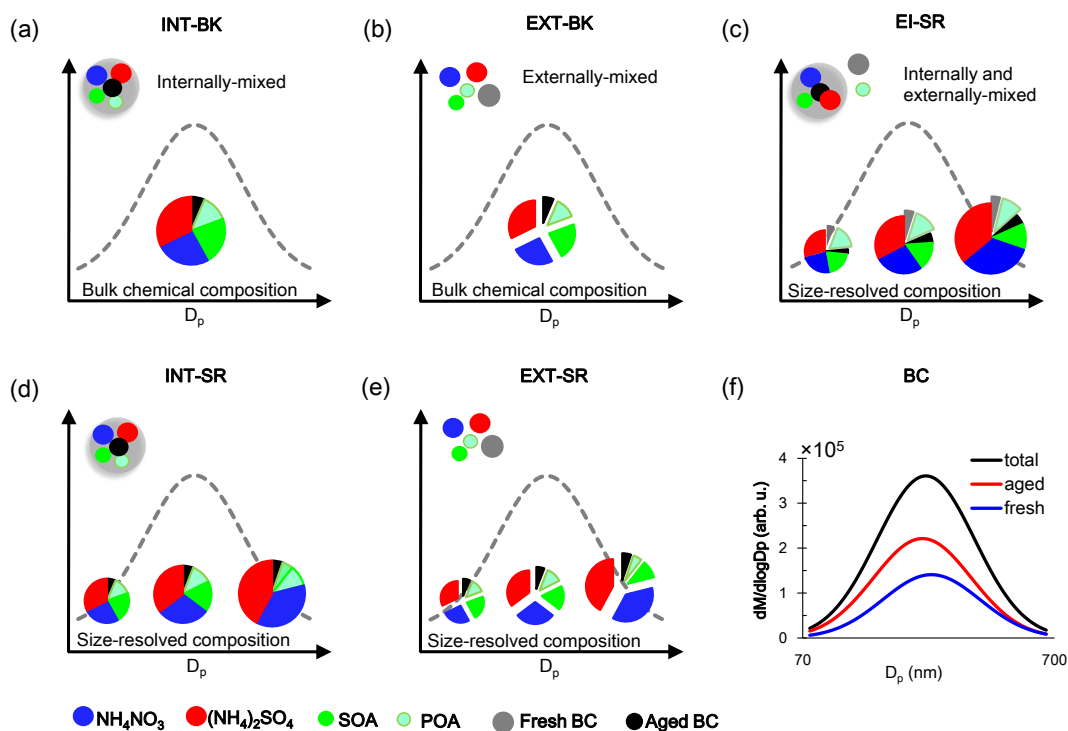 (a)
INT-BK
Internally-mixed
Bulk chemical composition
Dp
(b)
EXT-BK
Externally-mixed
Bulk chemical composition
Dp
(c)
EI-SR
Internally and
externally-mixed
Size-resolved composition
Dp
(d)
INT-SR
Size-resolved composition
Dp
(e)
EXT-SR
Size-resolved composition
Dp
(f)
BC
×10⁵
4
3
2
1
0
dM/dlogDp (arb. u.)
total
aged
fresh
70
700
Dp (nm)
NH₄NO₃ (NH₄)₂SO₄ SOA POA Fresh BC Aged BC